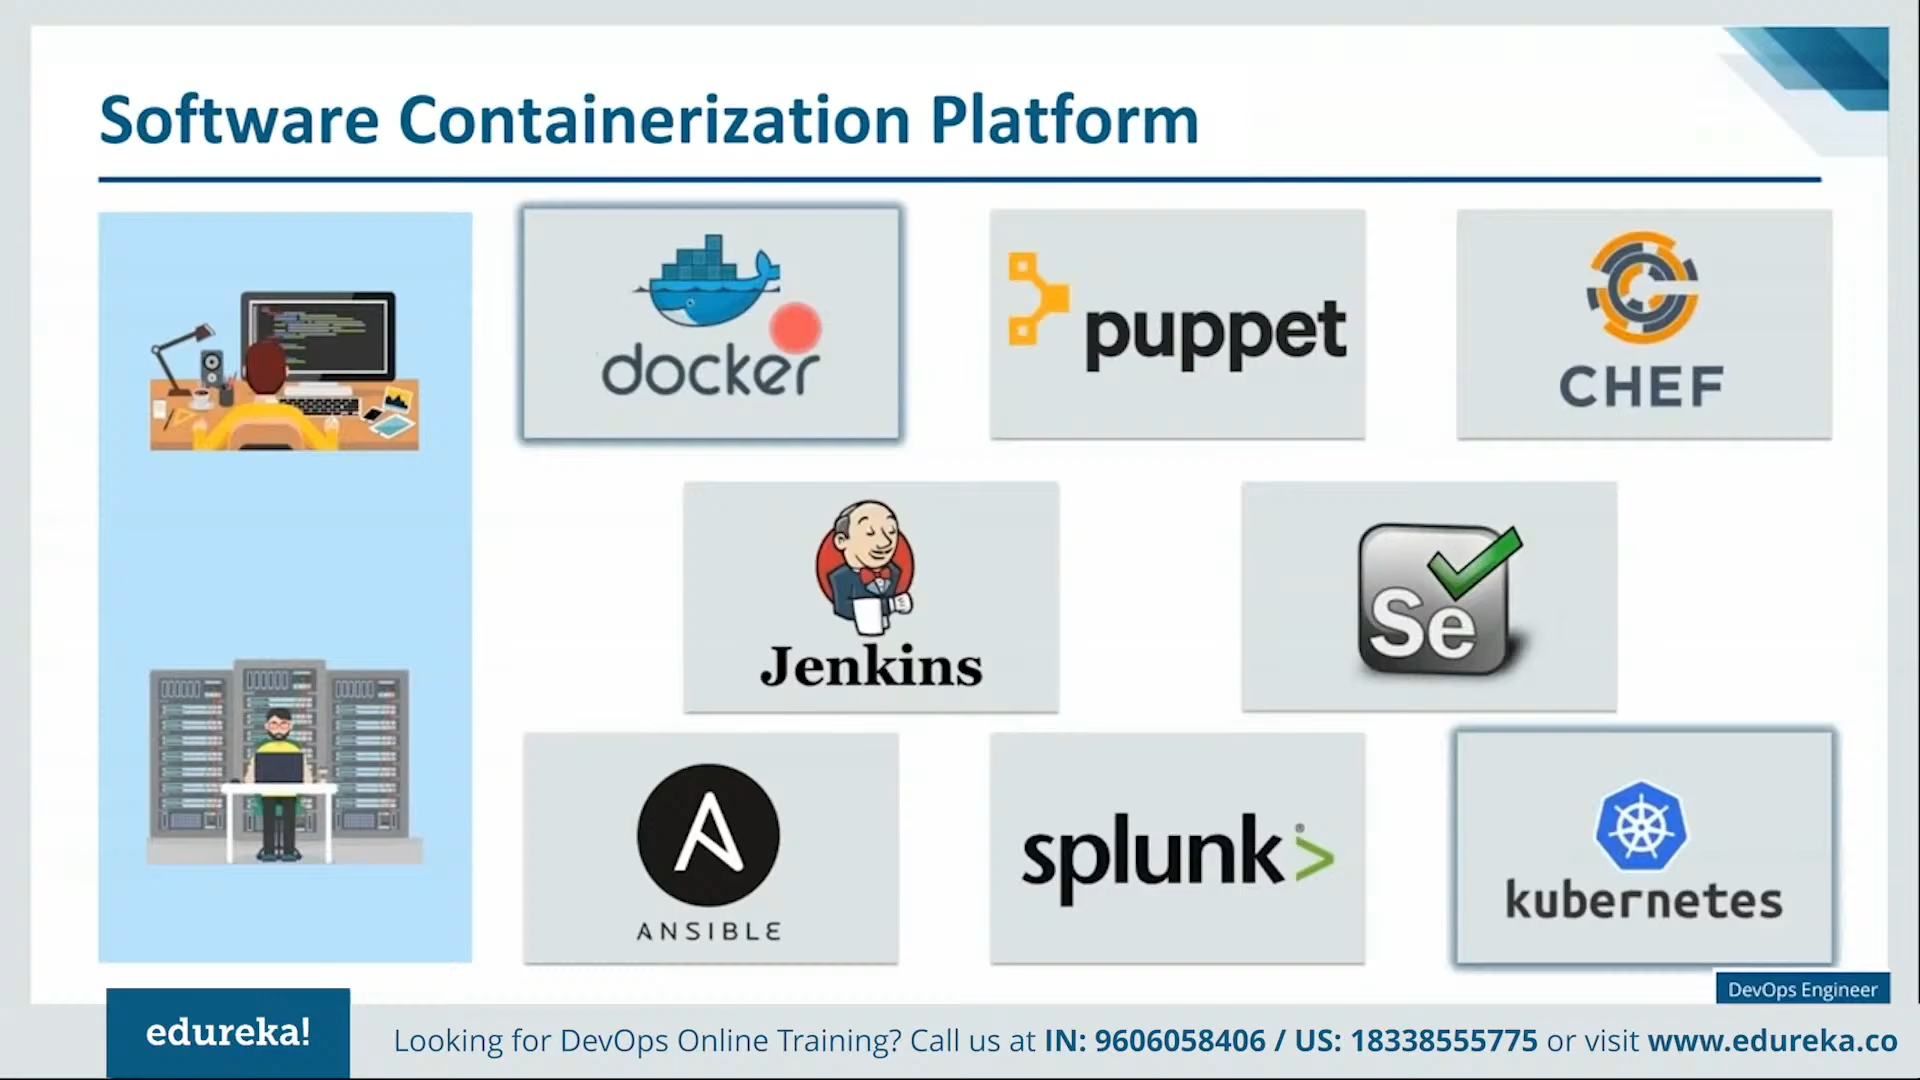 Software Containerization Platform
docker
puppet
CHEF
Jenkins
Se
ANSIBLE
splunk>®
kubernetes
DevOps Engineer
edureka!
Looking for DevOps Online Training? Call us at IN: 9606058406 / US: 18338555775 or visit www.edureka.co